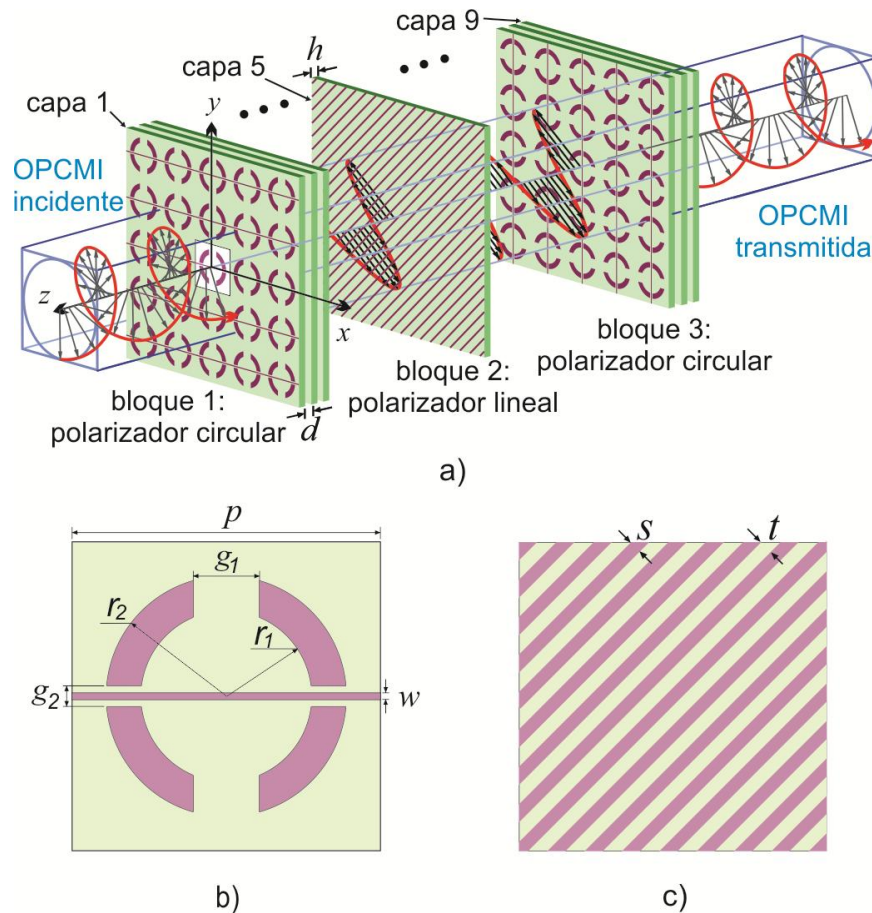 capa 9
h
capa 5
y
capa 1
OPCMI
incidente
OPCMI
transmitida
z
x
bloque 3:
polarizador circular
bloque 2:
polarizador lineal
bloque 1:
polarizador circular
d
a)
p
g1
s
t
r2
r1
g2
w
b)
c)